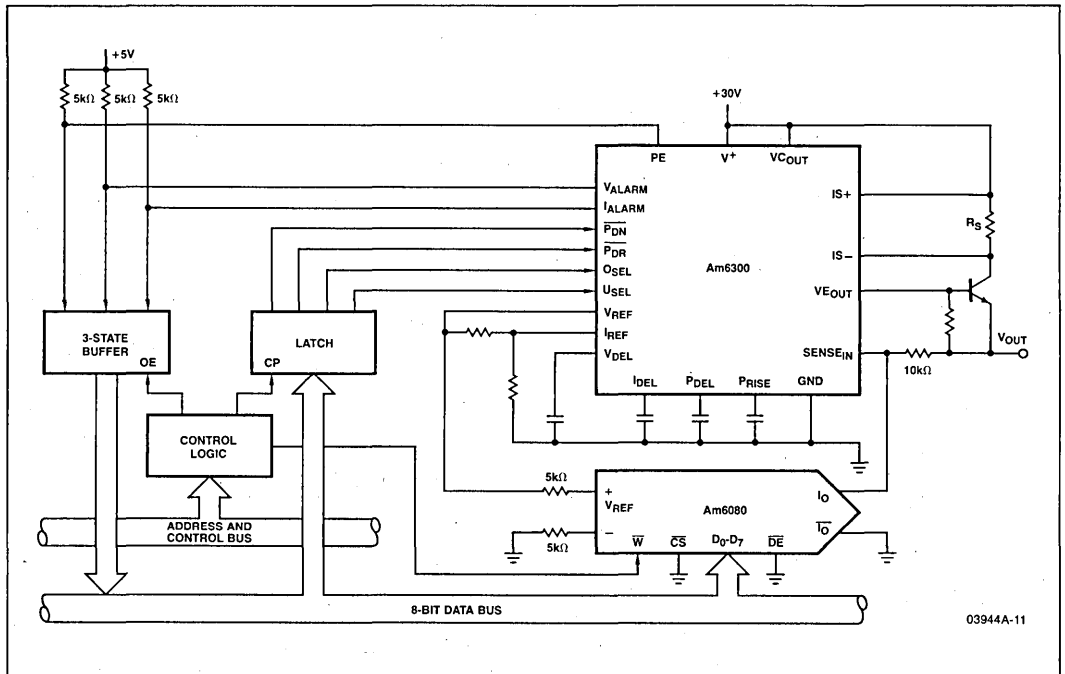 +5V
5kΩ 5kΩ 5kΩ
+30V
PE V+ VCOUT
VALARM
IALARM
PDN
PDR
OSEL
USEL
VREF
IREF
VDEL
Am6300
IS+
RS
IS−
VEOUT
VOUT
SENSEIN
10kΩ
IDEL PDEL PRISE GND
3-STATE
BUFFER
OE
LATCH
CP
CONTROL
LOGIC
5kΩ
+
VREF
−
5kΩ
Am6080
IO
IO
W CS D0-D7 DE
ADDRESS AND
CONTROL BUS
8-BIT DATA BUS
03944A-11